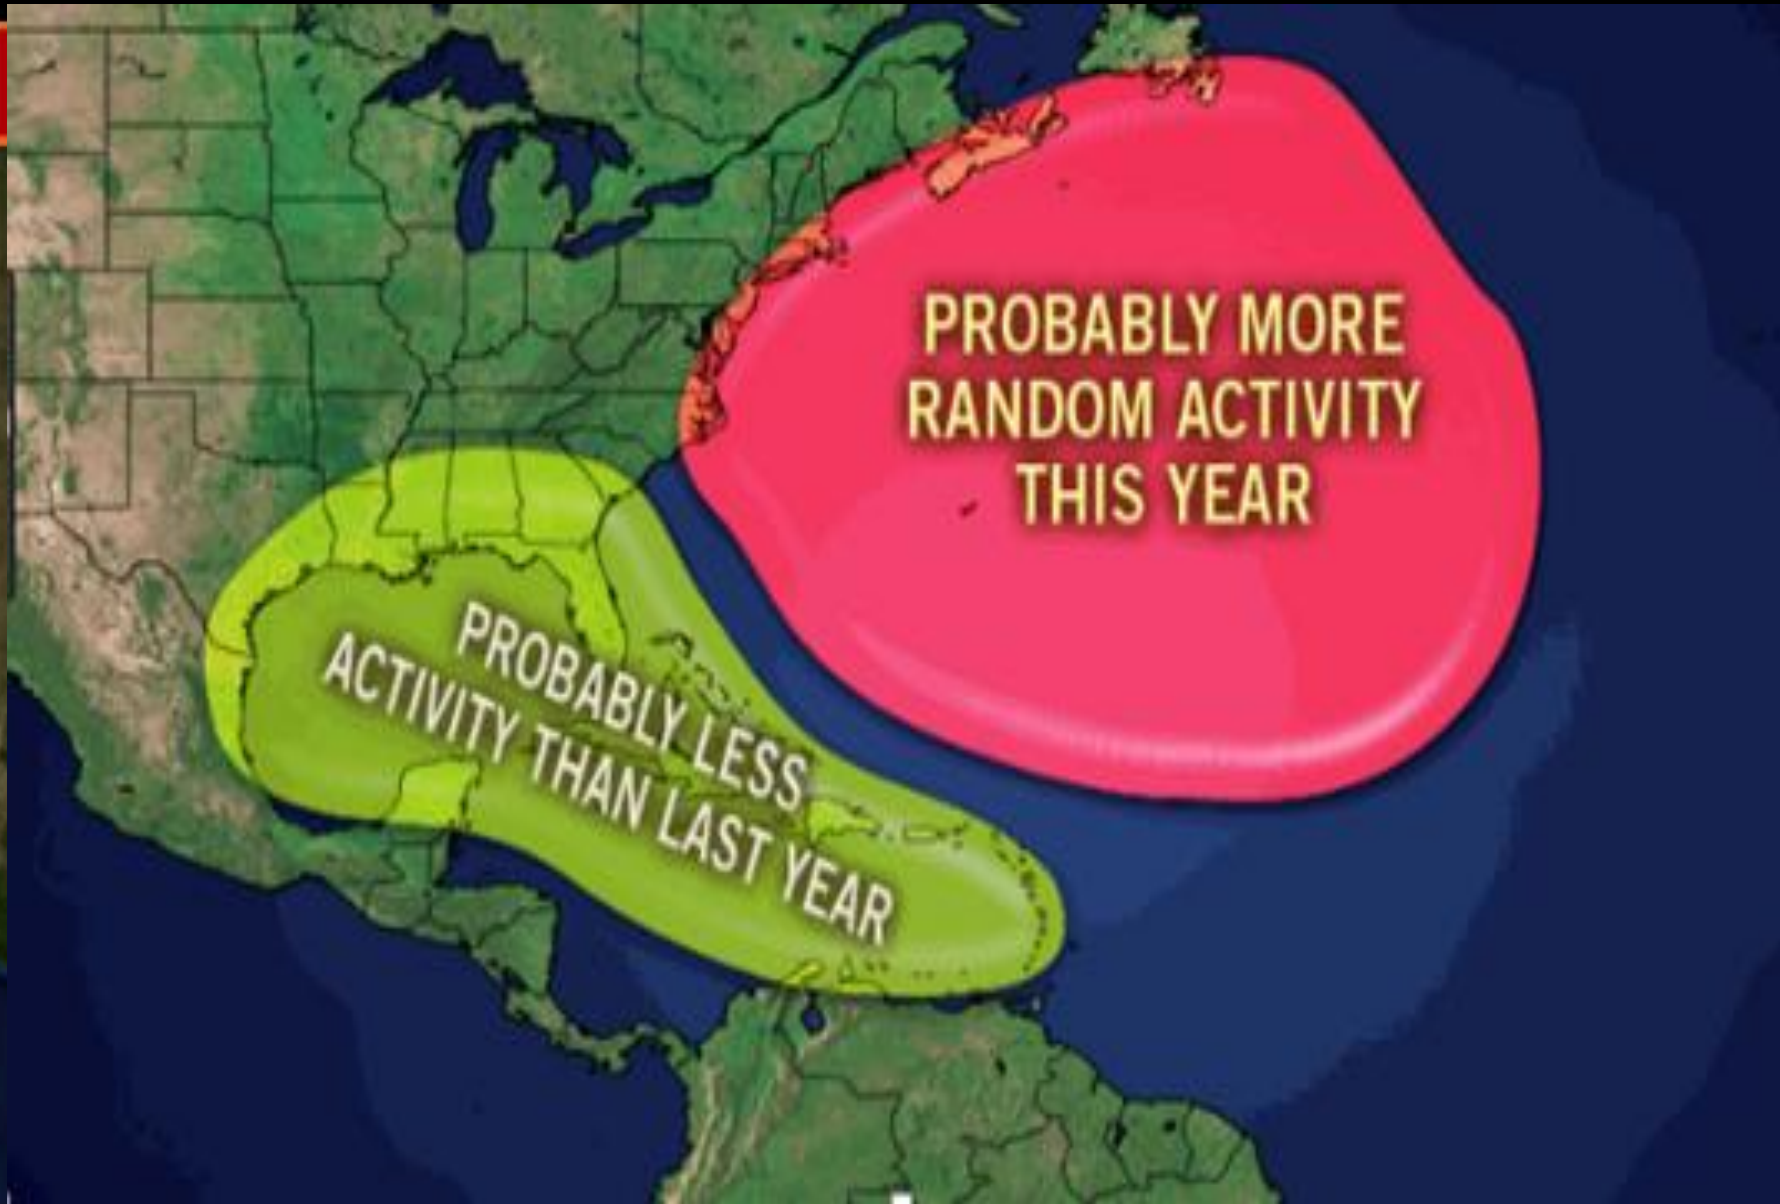 PROBABLY MORE
RANDOM ACTIVITY
THIS YEAR
PROBABLY LESS
ACTIVITY THAN LAST YEAR